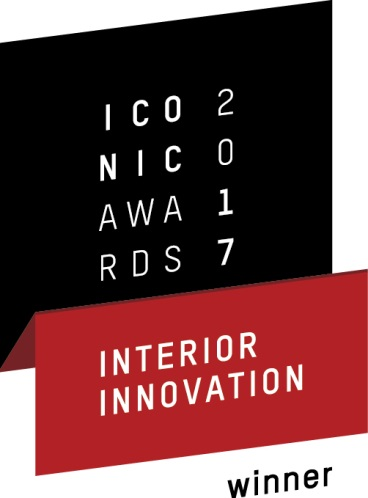 ICO 2
NIC 0
AWA 1
RDS 7
INTERIOR
INNOVATION
winner